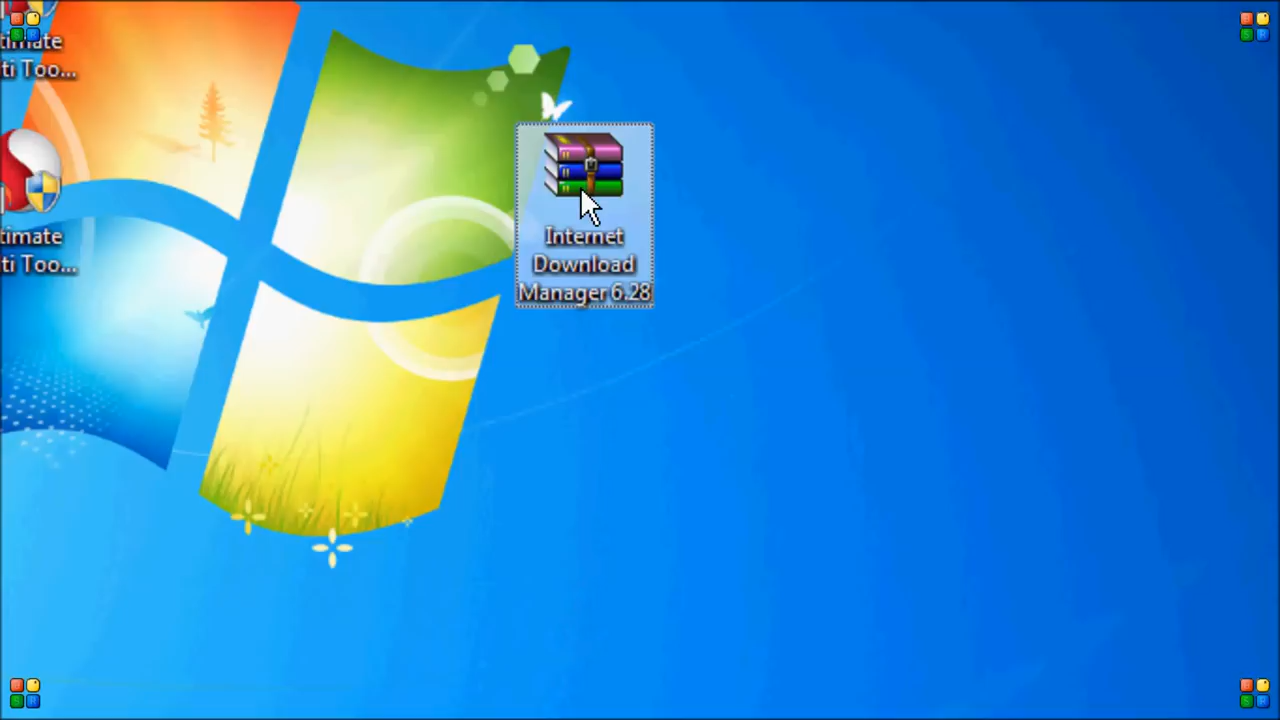 timate
ti Too...
timate
ti Too...
Internet
Download
Manager 6.28